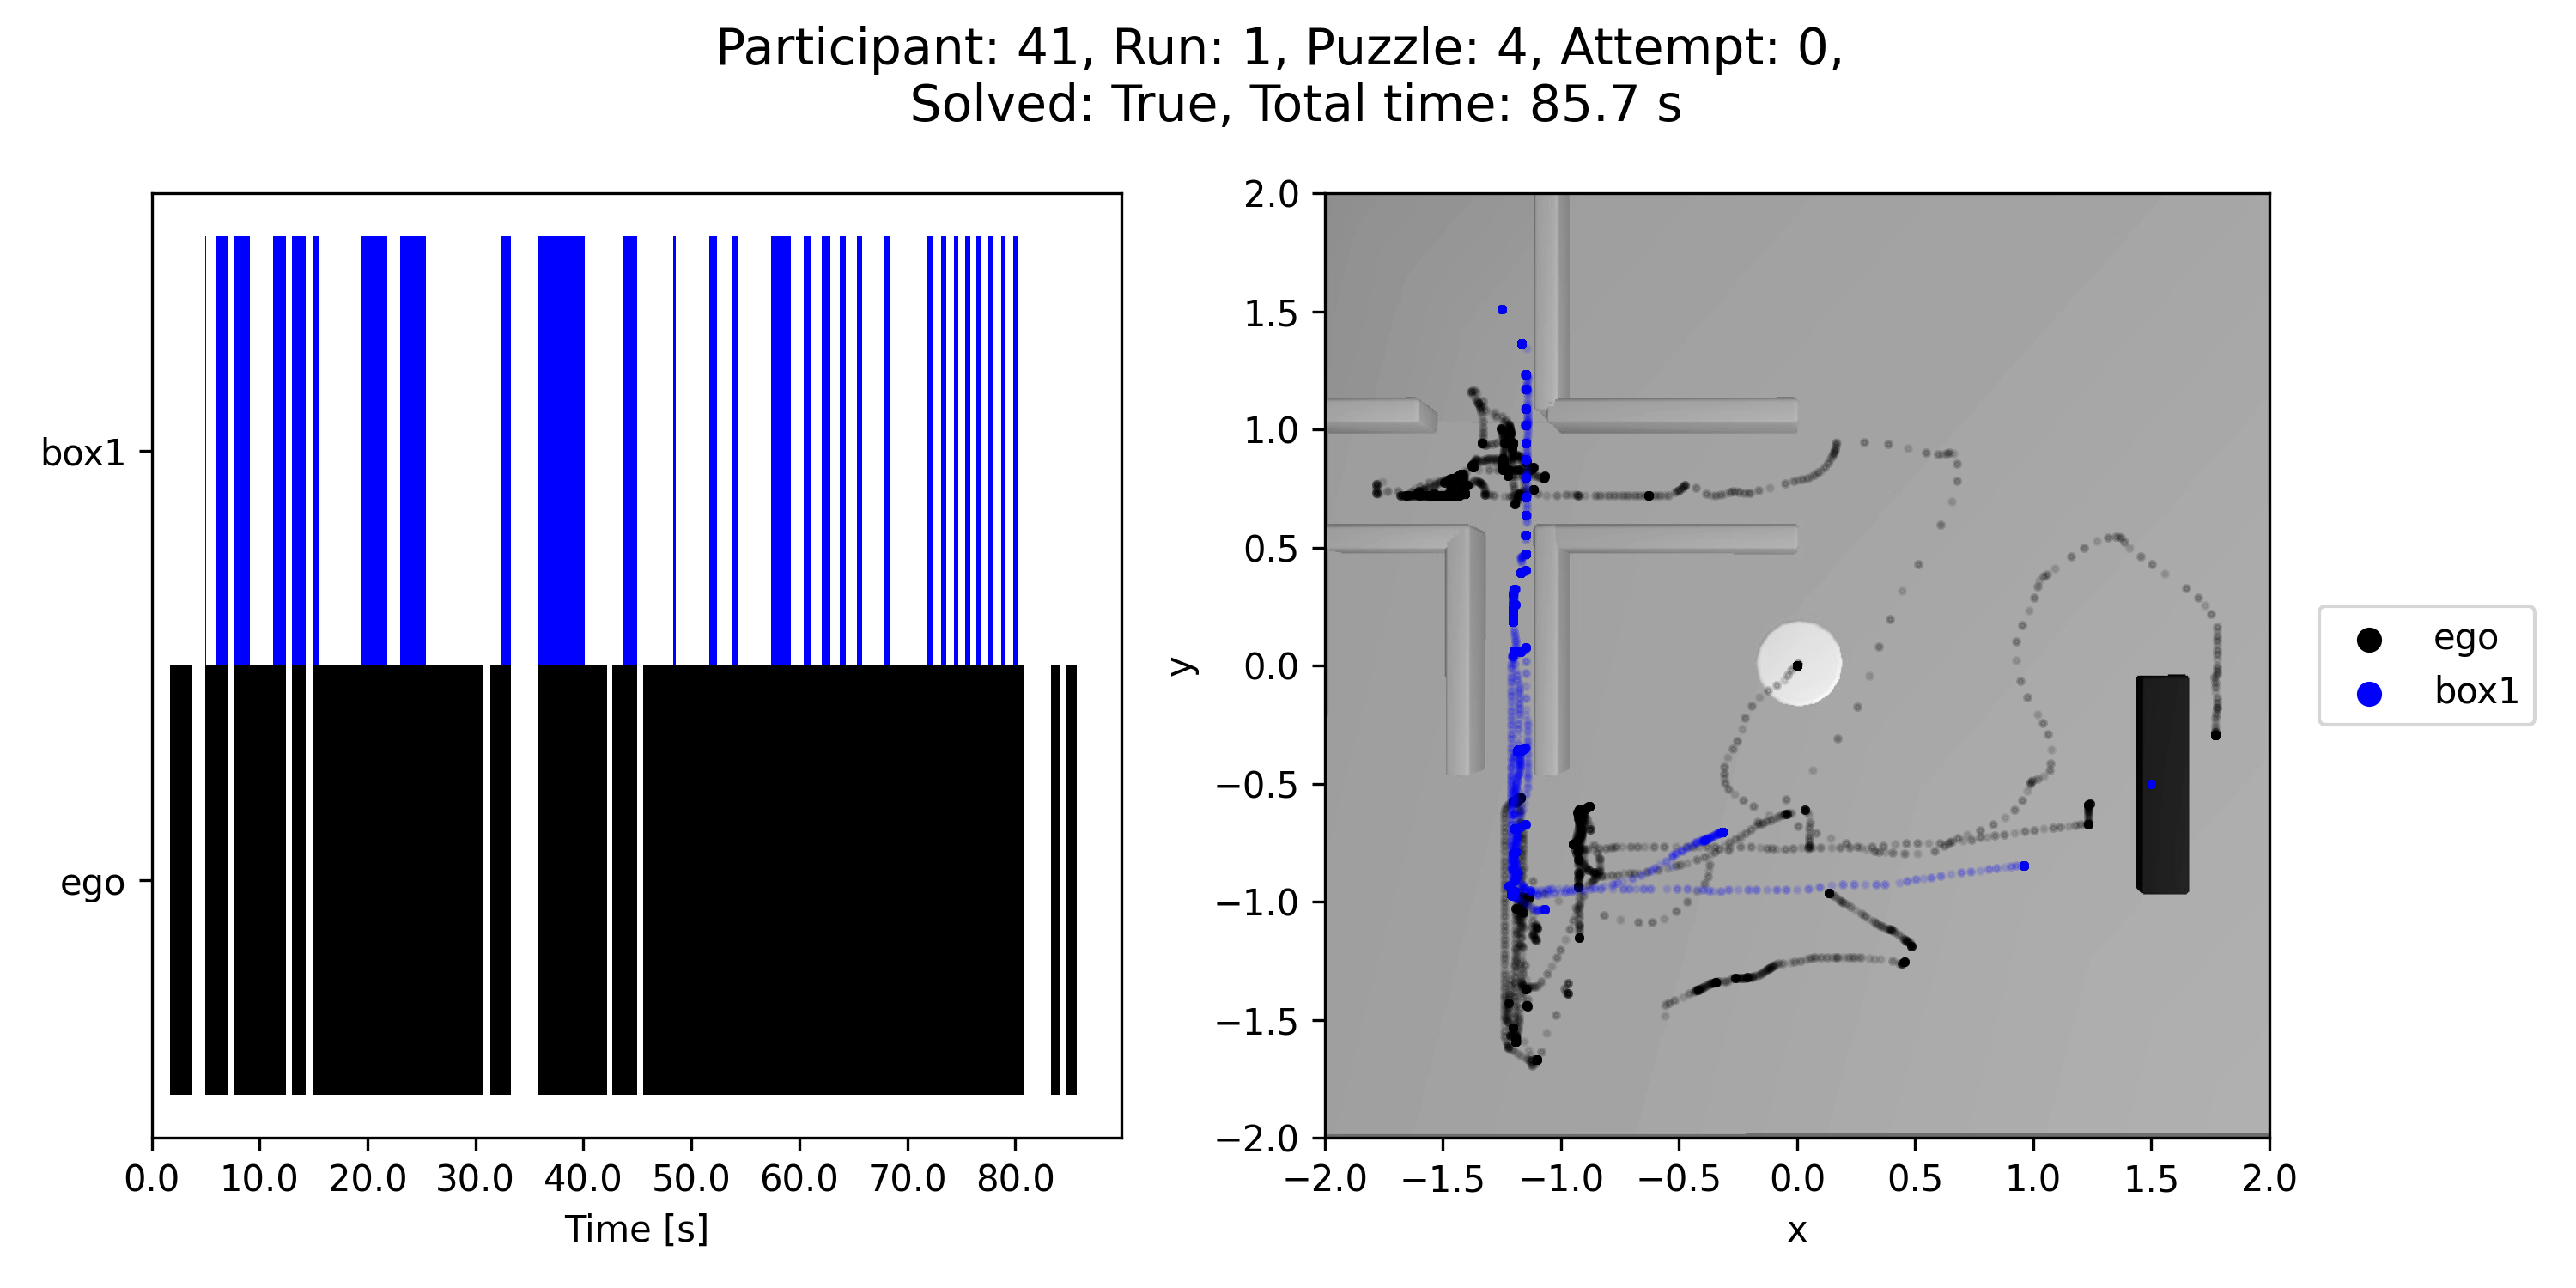 Participant: 41, Run: 1, Puzzle: 4, Attempt: 0,
Solved: True, Total time: 85.7 s
box1
ego
0.0 10.0 20.0 30.0 40.0 50.0 60.0 70.0 80.0
Time [s]
2.0
1.5
1.0
0.5
0.0
−0.5
−1.0
−1.5
−2.0
y
−2.0 −1.5 −1.0 −0.5 0.0 0.5 1.0 1.5 2.0
x
ego
box1